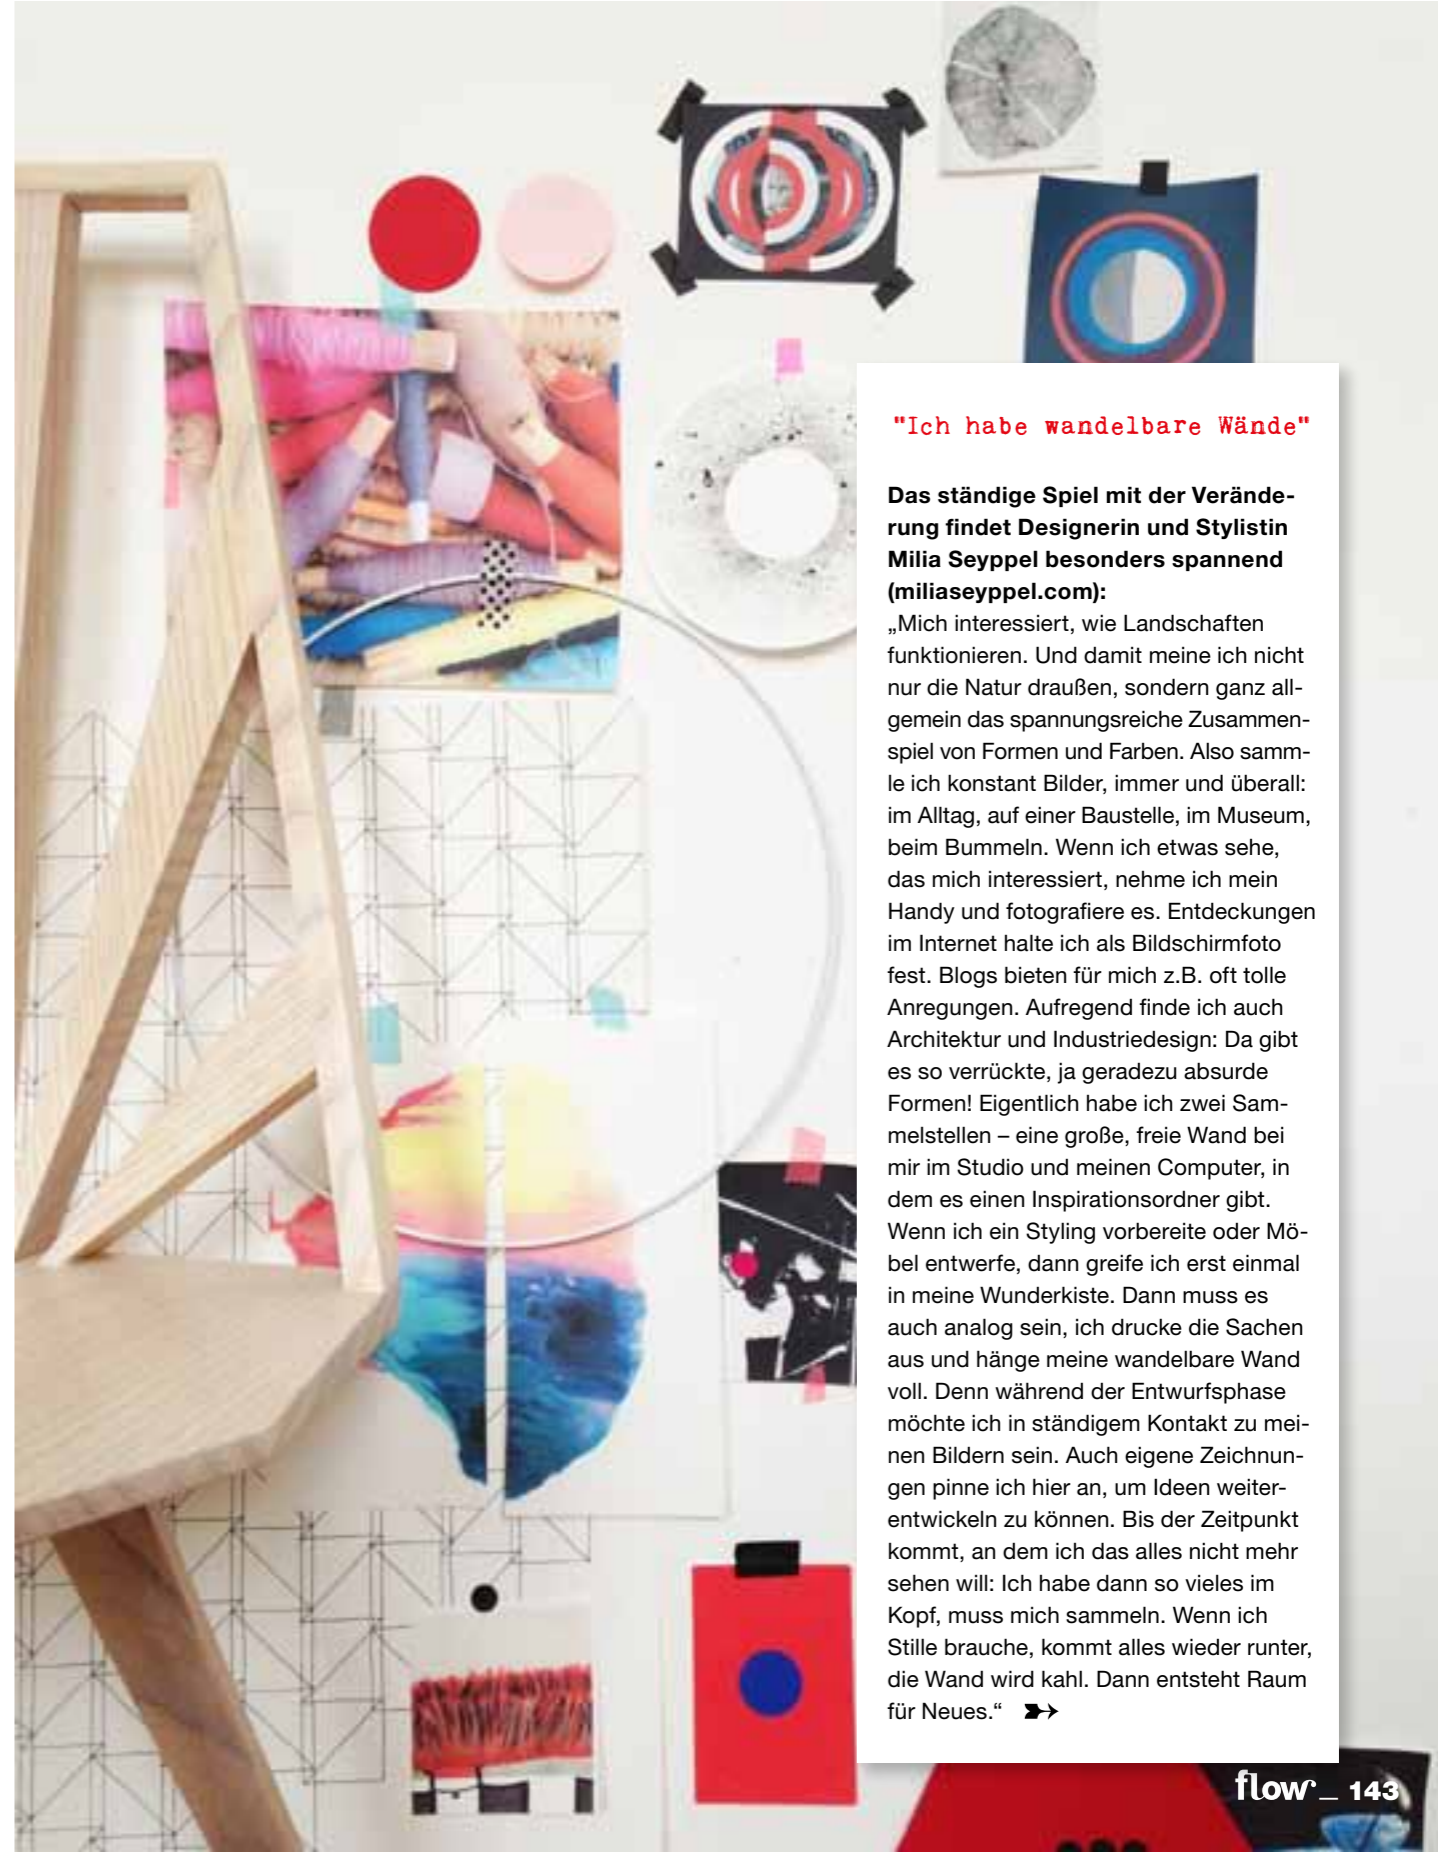 "Ich habe wandelbare Wände"
Das ständige Spiel mit der Verände-
rung findet Designerin und Stylistin
Milia Seyppel besonders spannend
(miliaseyppel.com):
„Mich interessiert, wie Landschaften
funktionieren. Und damit meine ich nicht
nur die Natur draußen, sondern ganz all-
gemein das spannungsreiche Zusammen-
spiel von Formen und Farben. Also samm-
le ich konstant Bilder, immer und überall:
im Alltag, auf einer Baustelle, im Museum,
beim Bummeln. Wenn ich etwas sehe,
das mich interessiert, nehme ich mein
Handy und fotografiere es. Entdeckungen
im Internet halte ich als Bildschirmfoto
fest. Blogs bieten für mich z.B. oft tolle
Anregungen. Aufregend finde ich auch
Architektur und Industriedesign: Da gibt
es so verrückte, ja geradezu absurde
Formen! Eigentlich habe ich zwei Sam-
melstellen – eine große, freie Wand bei
mir im Studio und meinen Computer, in
dem es einen Inspirationsordner gibt.
Wenn ich ein Styling vorbereite oder Mö-
bel entwerfe, dann greife ich erst einmal
in meine Wunderkiste. Dann muss es
auch analog sein, ich drucke die Sachen
aus und hänge meine wandelbare Wand
voll. Denn während der Entwurfsphase
möchte ich in ständigem Kontakt zu mei-
nen Bildern sein. Auch eigene Zeichnun-
gen pinne ich hier an, um Ideen weiter-
entwickeln zu können. Bis der Zeitpunkt
kommt, an dem ich das alles nicht mehr
sehen will: Ich habe dann so vieles im
Kopf, muss mich sammeln. Wenn ich
Stille brauche, kommt alles wieder runter,
die Wand wird kahl. Dann entsteht Raum
für Neues.“
flow_ 143